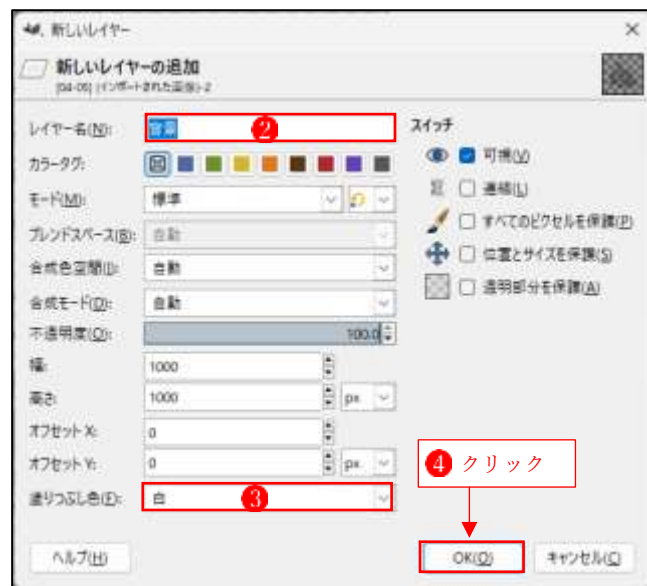 新しいレイヤー
新しいレイヤーの追加
[04-05] (インポートされた画像)-2
レイヤー名(N):
背景
❷
カラータグ:
モード(M):
標準
ブレンドスペース(B):
自動
合成色空間(I):
自動
合成モード(D):
自動
不透明度(O):
100.0
幅:
1000
高さ:
1000
px
オフセット X:
0
オフセット Y:
0
px
塗りつぶし色(F):
白
❸
スイッチ
可視(V)
連結(L)
すべてのピクセルを保護(P)
位置とサイズを保護(S)
透明部分を保護(A)
❹ クリック
ヘルプ(H)
OK(O)
キャンセル(C)